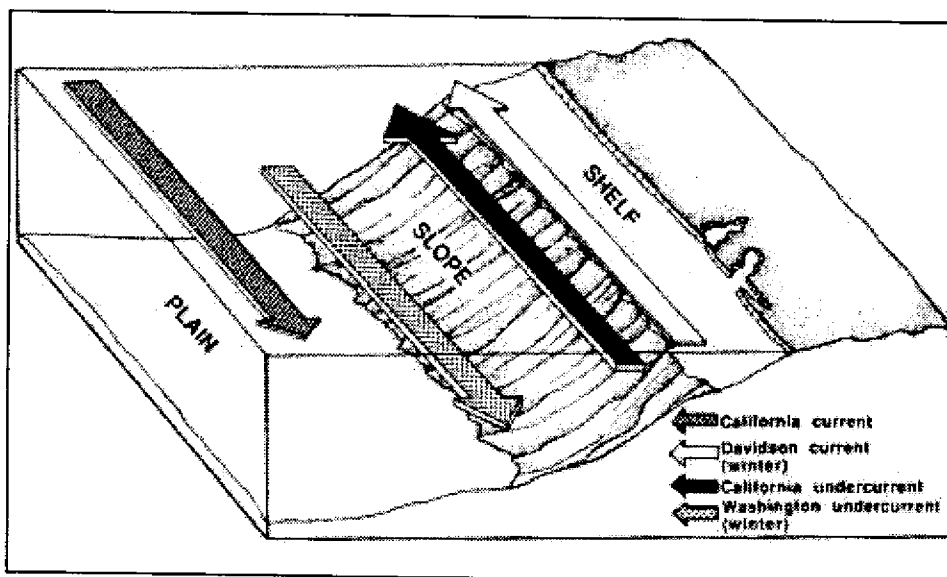 SHELF
SLOPE
PLAIN
California current
Davidson current
(winter)
California undercurrent
Washington undercurrent
(winter)